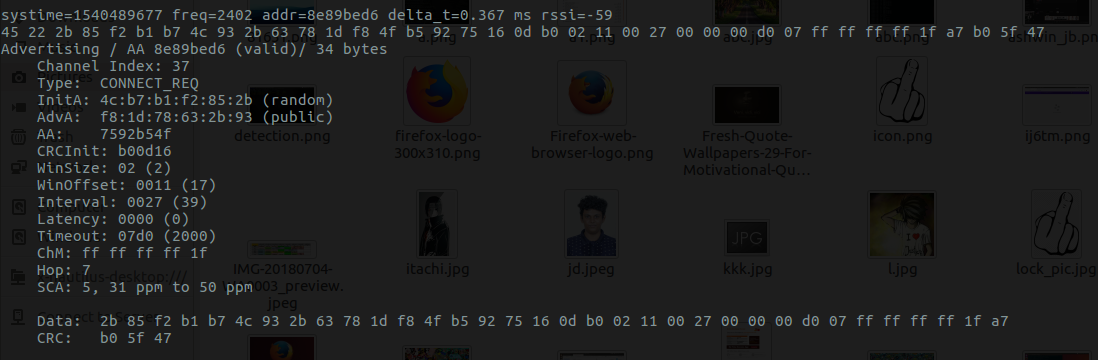 systime=1540489677 freq=2402 addr=8e89bed6 delta_t=0.367 ms rssi=-59
45 22 2b 85 f2 b1 b7 4c 93 2b 63 78 1d f8 4f b5 92 75 16 0d b0 02 11 00 27 00 00 00 d0 07 ff ff ff ff 1f a7 b0 5f 47
Advertising / AA 8e89bed6 (valid)/ 34 bytes
Channel Index: 37
Type: CONNECT_REQ
InitA: 4c:b7:b1:f2:85:2b (random)
AdvA: f8:1d:78:63:2b:93 (public)
AA: 7592b54f
CRCInit: b00d16
WinSize: 02 (2)
WinOffset: 0011 (17)
Interval: 0027 (39)
Latency: 0000 (0)
Timeout: 07d0 (2000)
ChM: ff ff ff ff 1f
Hop: 7
SCA: 5, 31 ppm to 50 ppm
Data: 2b 85 f2 b1 b7 4c 93 2b 63 78 1d f8 4f b5 92 75 16 0d b0 02 11 00 27 00 00 00 d0 07 ff ff ff ff 1f a7
CRC: b0 5f 47
detection.png
firefox-logo-
300x310.png
Firefox-web-
browser-logo.png
Fresh-Quote-
Wallpapers-29-For-
Motivational-Qu...
icon.png
ij6tm.png
IMG-20180704-
003_preview.
jpeg
itachi.jpg
jd.jpeg
JPG
kkk.jpg
l.jpg
lock_pic.jpg